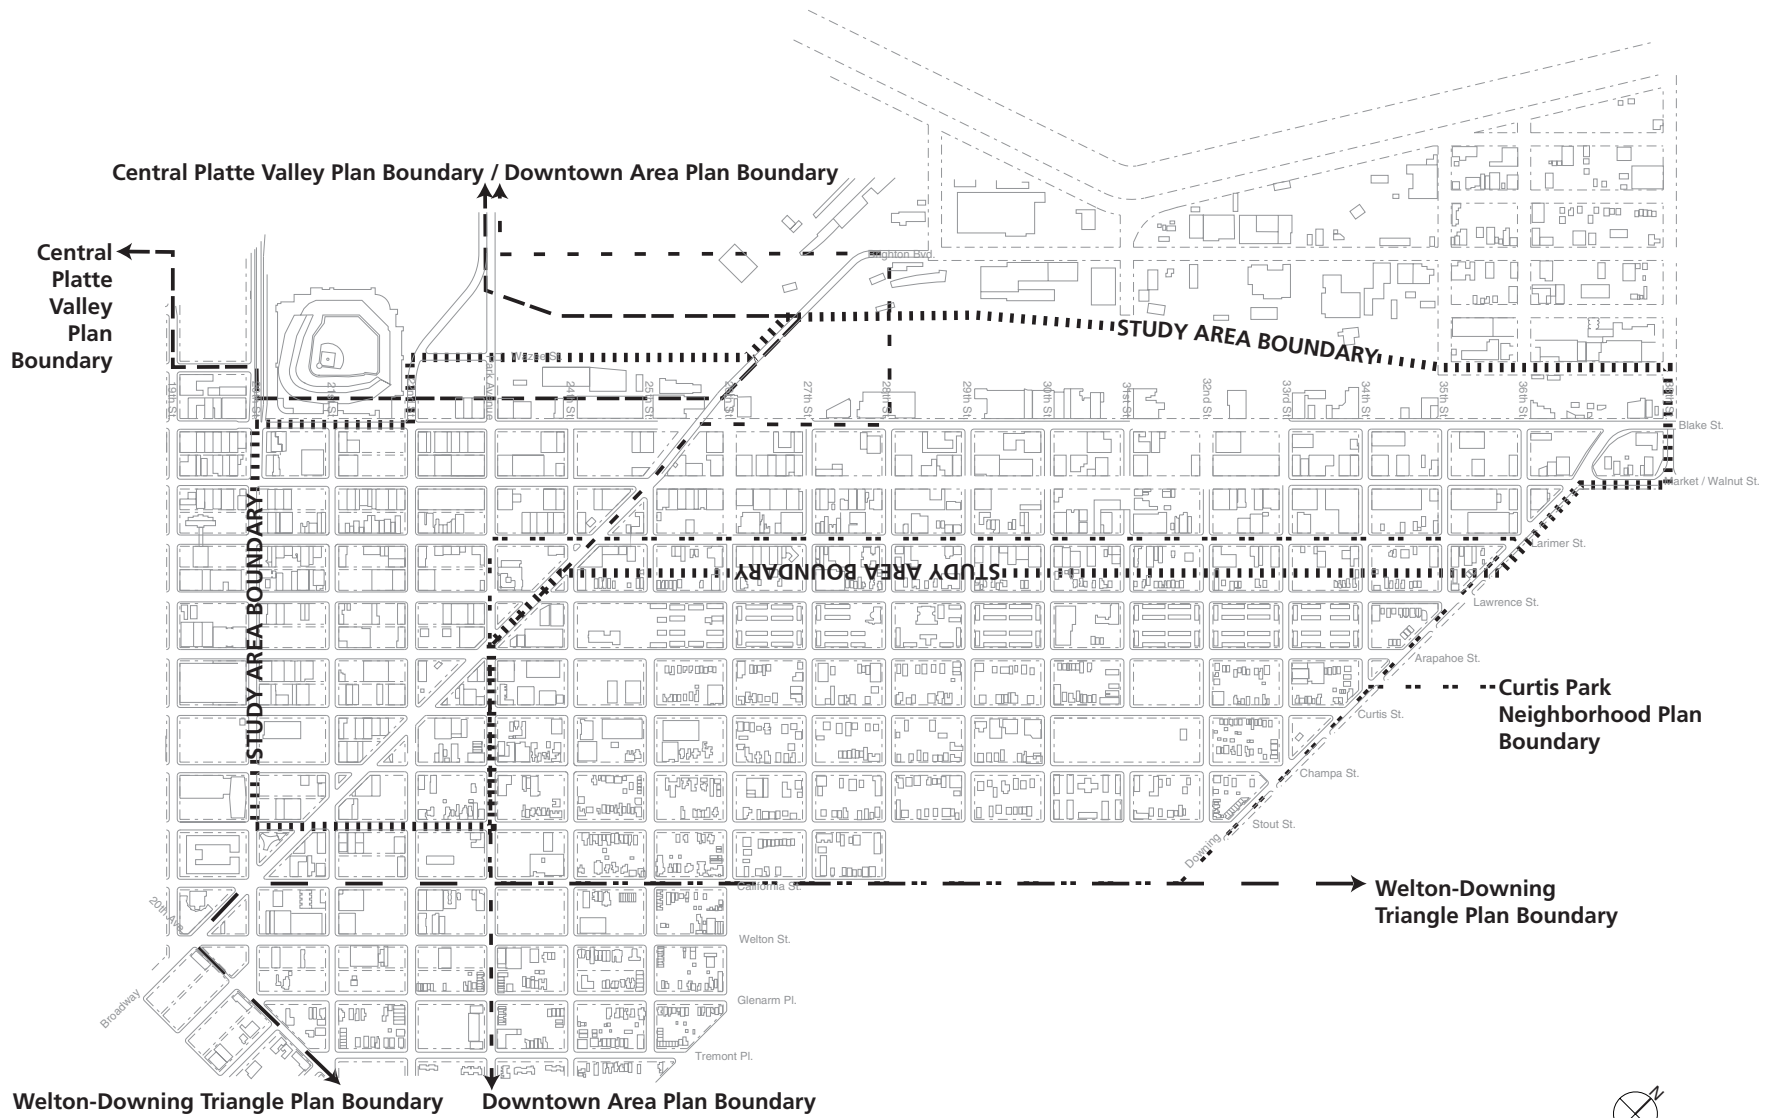 Central Platte Valley Plan Boundary / Downtown Area Plan Boundary
Central
Platte
Valley
Plan
Boundary
Brighton Blvd.
STUDY AREA BOUNDARY
Wazee St.
19th St.
21st St.
Park Avenue
24th St.
25th St.
27th St.
28th St.
29th St.
30th St.
31st St.
32nd St.
33rd St.
34th St.
35th St.
36th St.
Blake St.
Market / Walnut St.
Larimer St.
STUDY AREA BOUNDARY
STUDY AREA BOUNDARY
Lawrence St.
Arapahoe St.
Curtis Park
Neighborhood Plan
Boundary
Curtis St.
Champa St.
Stout St.
Downing
California St.
Welton-Downing
Triangle Plan Boundary
20th Ave.
Welton St.
Broadway
Glenarm Pl.
Tremont Pl.
Welton-Downing Triangle Plan Boundary
Downtown Area Plan Boundary
N